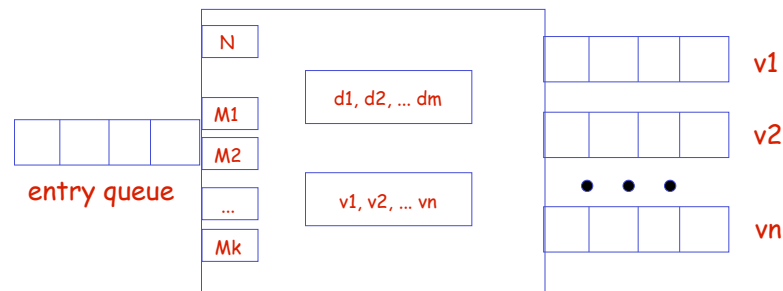 N
M1
M2
...
Mk
entry queue
d1, d2, ... dm
v1, v2, ... vn
v1
v2
vn